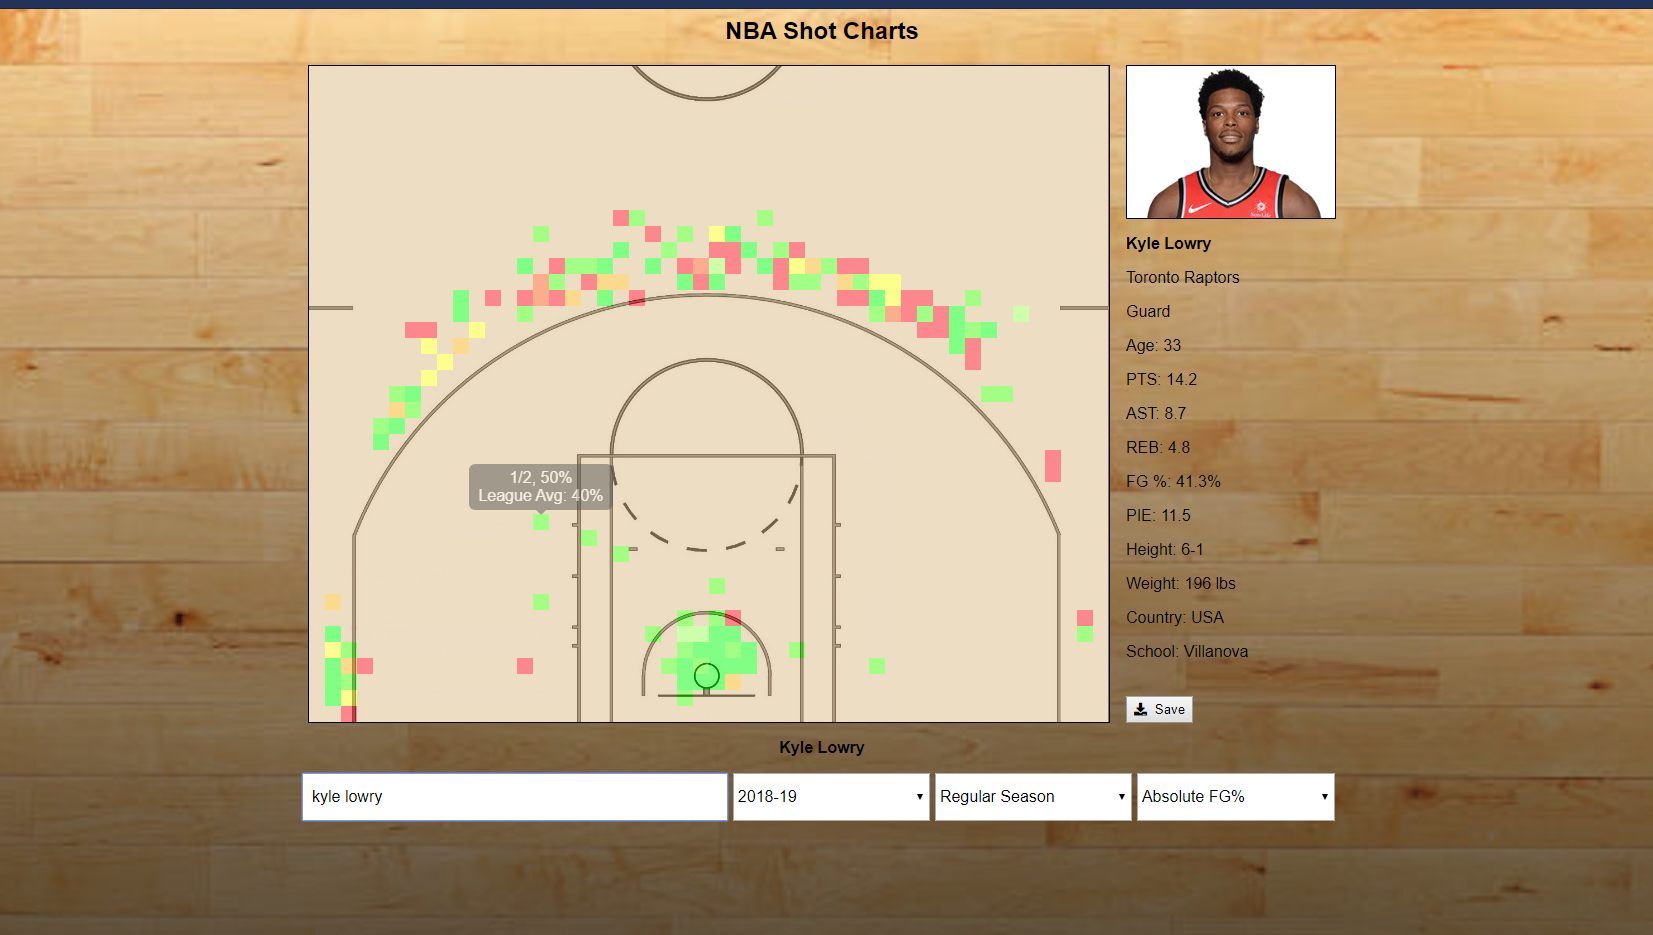 NBA Shot Charts
1/2, 50%
League Avg: 40%
Kyle Lowry
Toronto Raptors
Guard
Age: 33
PTS: 14.2
AST: 8.7
REB: 4.8
FG %: 41.3%
PIE: 11.5
Height: 6-1
Weight: 196 lbs
Country: USA
School: Villanova
Save
Kyle Lowry
kyle lowry
2018-19
Regular Season
Absolute FG%